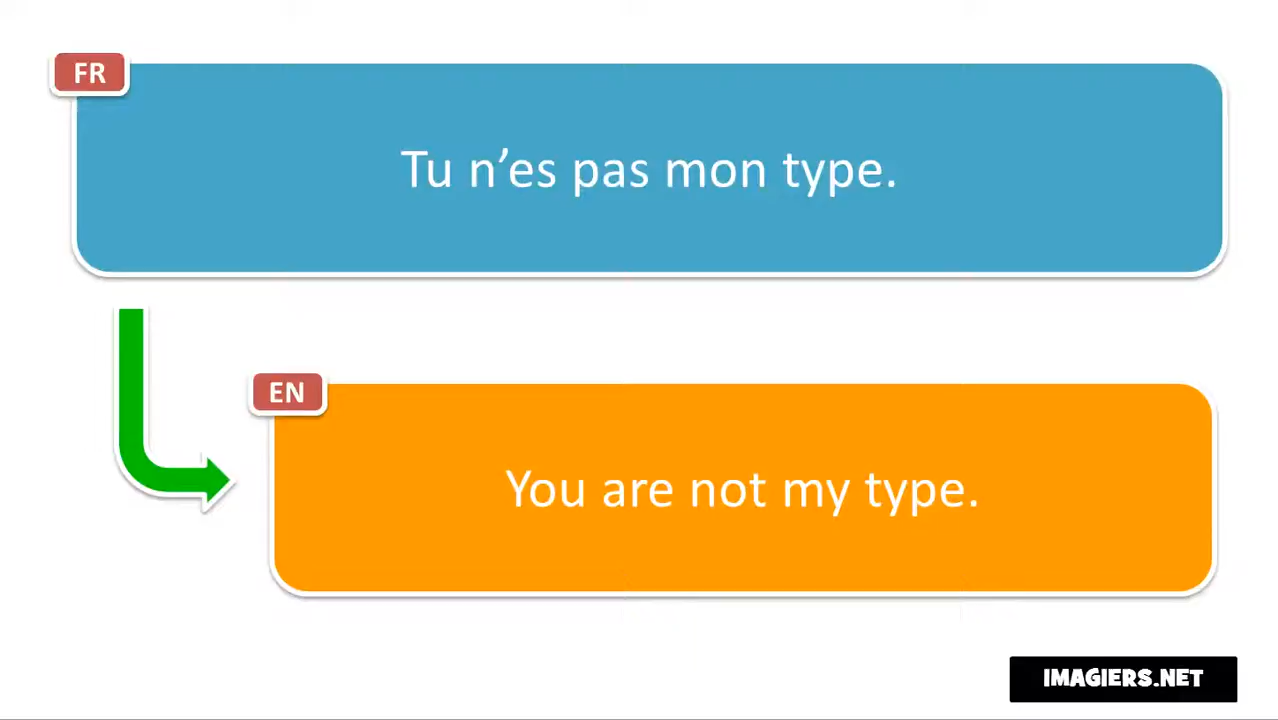 FR
Tu n’es pas mon type.
EN
You are not my type.
IMAGIERS.NET